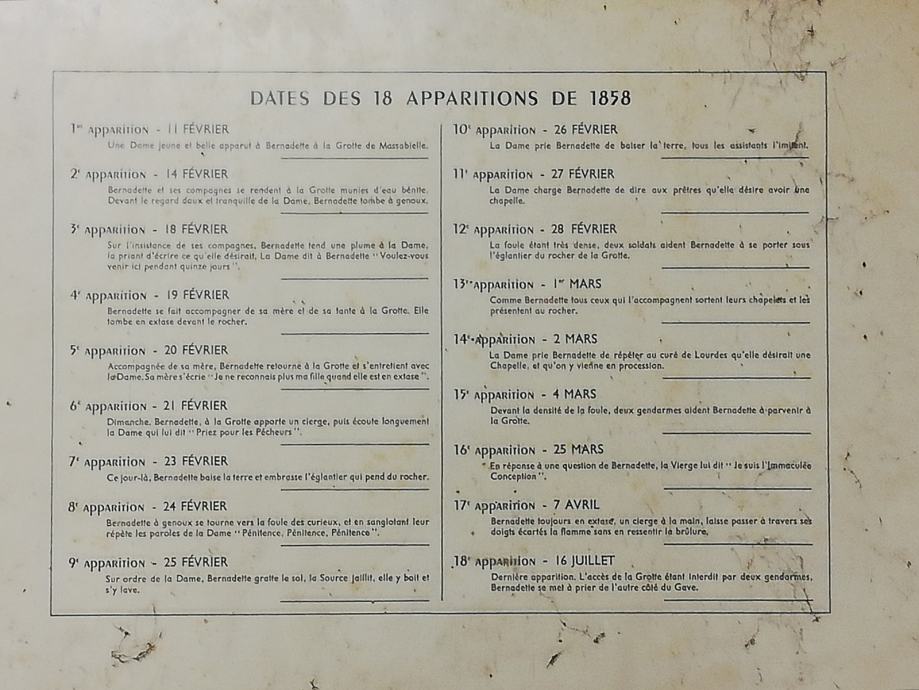 DATES DES 18 APPARITIONS DE 1858
1re APPARITION - 11 FÉVRIER
Une Dame jeune et belle apparut à Bernadette à la Grotte de Massabielle.
2e APPARITION - 14 FÉVRIER
Bernadette et ses compagnes se rendent à la Grotte munies d'eau bénite.
Devant le regard doux et tranquille de la Dame, Bernadette tombe à genoux.
3e APPARITION - 18 FÉVRIER
Sur l'insistance de ses compagnes, Bernadette tend une plume à la Dame,
la priant d'écrire ce qu'elle désirait, La Dame dit à Bernadette "Voulez-vous
venir ici pendant quinze jours".
4e APPARITION - 19 FÉVRIER
Bernadette se fait accompagner de sa mère et de sa tante à la Grotte. Elle
tombe en extase devant le rocher.
5e APPARITION - 20 FÉVRIER
Accompagnée de sa mère, Bernadette retourne à la Grotte et s'entretient avec
la Dame. Sa mère s'écrie "Je ne reconnais plus ma fille quand elle est en extase".
6e APPARITION - 21 FÉVRIER
Dimanche. Bernadette, à la Grotte apporte un cierge, puis écoute longuement
la Dame qui lui dit "Priez pour les Pécheurs".
7e APPARITION - 23 FÉVRIER
Ce jour-là, Bernadette baise la terre et embrasse l'églantier qui pend du rocher.
8e APPARITION - 24 FÉVRIER
Bernadette à genoux se tourne vers la foule des curieux, et en sanglotant leur
répète les paroles de la Dame "Pénitence, Pénitence, Pénitence".
9e APPARITION - 25 FÉVRIER
Sur ordre de la Dame, Bernadette gratte le sol, la Source jaillit, elle y boit et
s'y lave.
10e APPARITION - 26 FÉVRIER
La Dame prie Bernadette de baiser la terre, tous les assistants l'imitent.
11e APPARITION - 27 FÉVRIER
La Dame charge Bernadette de dire aux prêtres qu'elle désire avoir une
chapelle.
12e APPARITION - 28 FÉVRIER
La foule étant très dense, deux soldats aident Bernadette à se porter sous
l'églantier du rocher de la Grotte.
13e APPARITION - 1er MARS
Comme Bernadette tous ceux qui l'accompagnent sortent leurs chapelets et les
présentent au rocher.
14e APPARITION - 2 MARS
La Dame prie Bernadette de répéter au curé de Lourdes qu'elle désirait une
Chapelle, et qu'on y vienne en procession.
15e APPARITION - 4 MARS
Devant la densité de la foule, deux gendarmes aident Bernadette à parvenir à
la Grotte.
16e APPARITION - 25 MARS
En réponse à une question de Bernadette, la Vierge lui dit "Je suis l'Immaculée
Conception".
17e APPARITION - 7 AVRIL
Bernadette toujours en extase, un cierge à la main, laisse passer à travers ses
doigts écartés la flamme sans en ressentir la brûlure.
18e APPARITION - 16 JUILLET
Dernière apparition. L'accès de la Grotte étant interdit par deux gendarmes,
Bernadette se met à prier de l'autre côté du Gave.